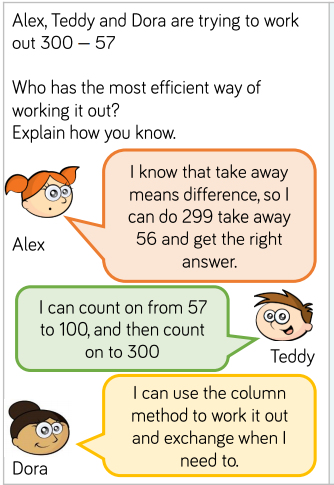 Alex, Teddy and Dora are trying to work
out 300 — 57
Who has the most efficient way of
working it out?
Explain how you know.
I know that take away
means difference, so I
can do 299 take away
56 and get the right
answer.
Alex
I can count on from 57
to 100, and then count
on to 300
Teddy
I can use the column
method to work it out
and exchange when I
need to.
Dora